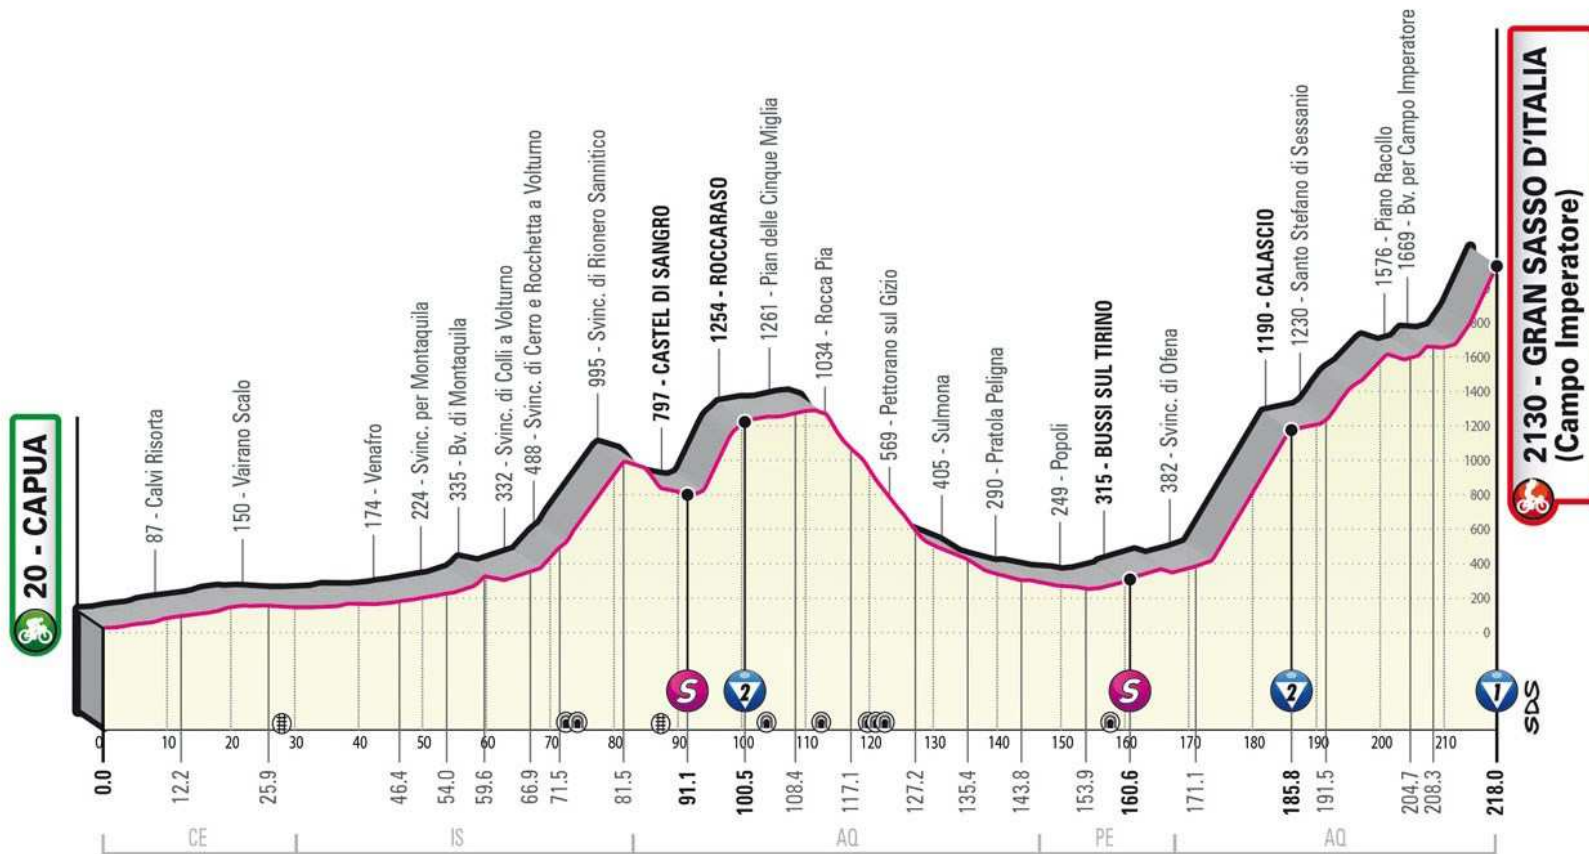 20 - CAPUA
87 - Calvi Risorta
150 - Vairano Scalo
174 - Venafro
224 - Svinc. per Montaquila
335 - Bv. di Montaquila
332 - Svinc. di Colli a Volturno
488 - Svinc. di Cerro e Rocchetta a Volturno
995 - Svinc. di Rionero Sannitico
797 - CASTEL DI SANGRO
1254 - ROCCARASO
1261 - Pian delle Cinque Miglia
1034 - Rocca Pia
569 - Pettorano sul Gizio
405 - Sulmona
290 - Pratola Peligna
249 - Popoli
315 - BUSSI SUL TIRINO
382 - Svinc. di Ofena
1190 - CALASCIO
1230 - Santo Stefano di Sessanio
1576 - Piano Racollo
1669 - Bv. per Campo Imperatore
2130 - GRAN SASSO D'ITALIA
(Campo Imperatore)
1600
1400
1200
1000
800
600
400
200
0
S 2 S 2 1
SDS
0 10 20 30 40 50 60 70 80 90 100 110 120 130 140 150 160 170 180 190 200 210
0.0 12.2 25.9 46.4 54.0 59.6 66.9 71.5 81.5 91.1 100.5 108.4 117.1 127.2 135.4 143.8 153.9 160.6 171.1 185.8 191.5 204.7 208.3 218.0
CE IS AQ PE AQ